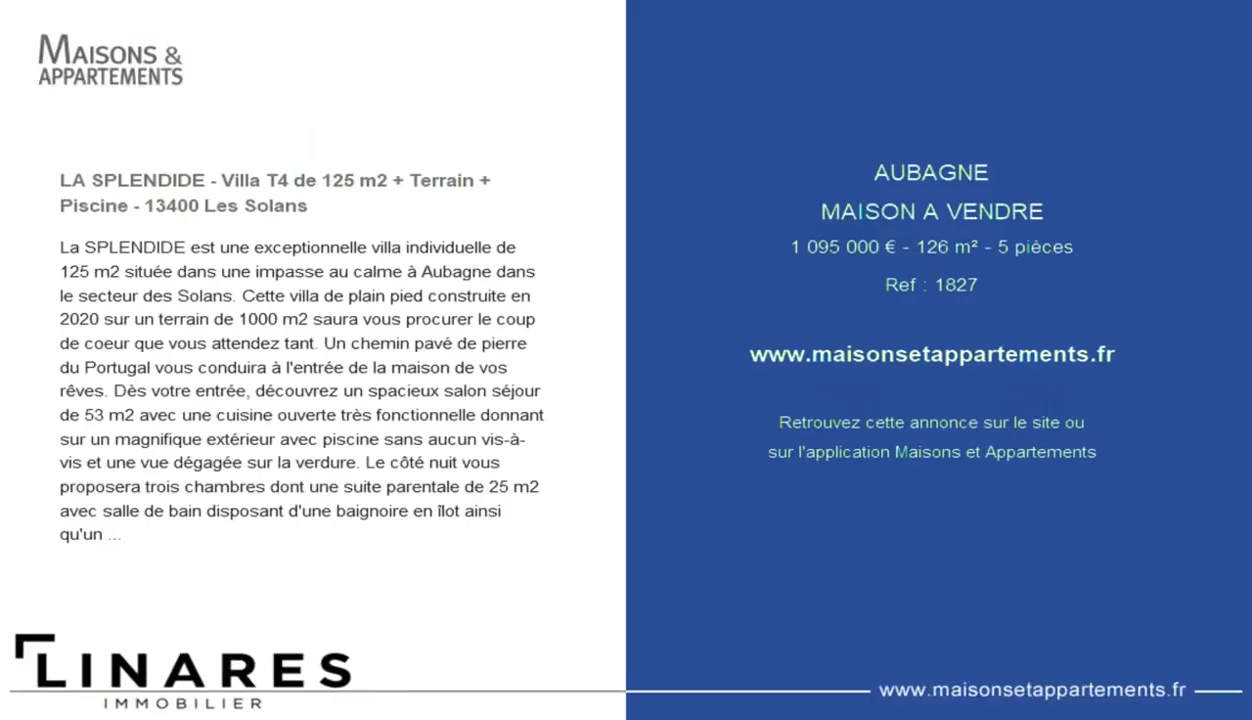 MAISONS &
APPARTEMENTS
LA SPLENDIDE - Villa T4 de 125 m2 + Terrain +
Piscine - 13400 Les Solans
La SPLENDIDE est une exceptionnelle villa individuelle de
125 m2 située dans une impasse au calme à Aubagne dans
le secteur des Solans. Cette villa de plain pied construite en
2020 sur un terrain de 1000 m2 saura vous procurer le coup
de coeur que vous attendez tant. Un chemin pavé de pierre
du Portugal vous conduira à l'entrée de la maison de vos
rêves. Dès votre entrée, découvrez un spacieux salon séjour
de 53 m2 avec une cuisine ouverte très fonctionnelle donnant
sur un magnifique extérieur avec piscine sans aucun vis-à-
vis et une vue dégagée sur la verdure. Le côté nuit vous
proposera trois chambres dont une suite parentale de 25 m2
avec salle de bain disposant d'une baignoire en îlot ainsi
qu'un ...
LINARES
IMMOBILIER
AUBAGNE
MAISON A VENDRE
1 095 000 € - 126 m² - 5 pièces
Ref : 1827
www.maisonsetappartements.fr
Retrouvez cette annonce sur le site ou
sur l'application Maisons et Appartements
www.maisonsetappartements.fr